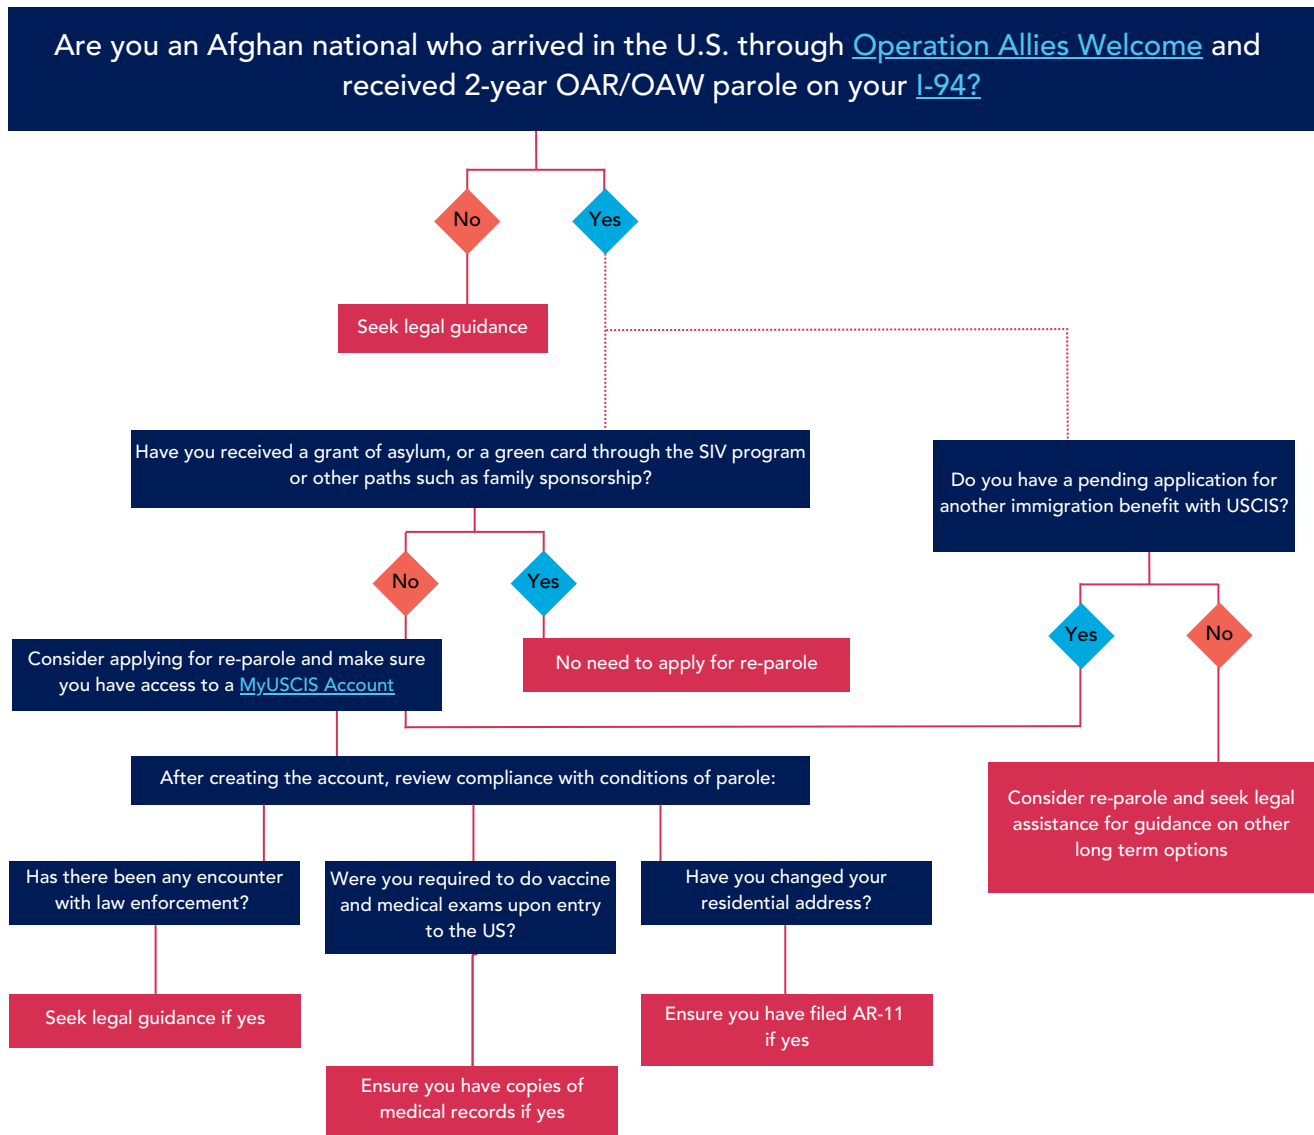 Are you an Afghan national who arrived in the U.S. through Operation Allies Welcome and
received 2-year OAR/OAW parole on your I-94?
No
Yes
Seek legal guidance
Have you received a grant of asylum, or a green card through the SIV program
or other paths such as family sponsorship?
Do you have a pending application for
another immigration benefit with USCIS?
No
Yes
Yes
No
Consider applying for re-parole and make sure
you have access to a MyUSCIS Account
No need to apply for re-parole
After creating the account, review compliance with conditions of parole:
Consider re-parole and seek legal
assistance for guidance on other
long term options
Has there been any encounter
with law enforcement?
Were you required to do vaccine
and medical exams upon entry
to the US?
Have you changed your
residential address?
Seek legal guidance if yes
Ensure you have filed AR-11
if yes
Ensure you have copies of
medical records if yes